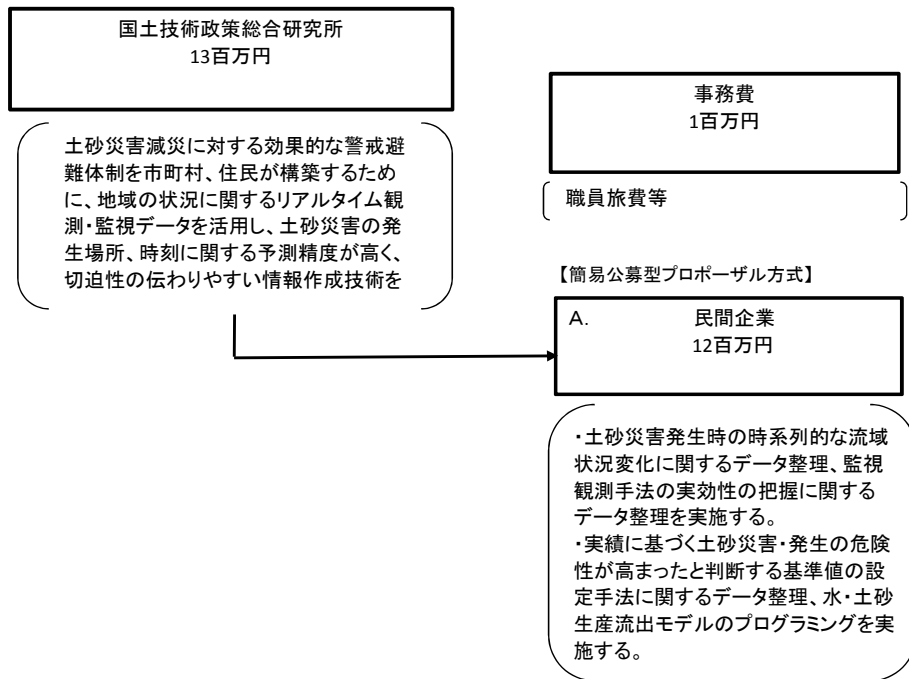 国土技術政策総合研究所
13百万円
土砂災害減災に対する効果的な警戒避
難体制を市町村、住民が構築するため
に、地域の状況に関するリアルタイム観
測・監視データを活用し、土砂災害の発
生場所、時刻に関する予測精度が高く、
切迫性の伝わりやすい情報作成技術を
事務費
1百万円
職員旅費等
【簡易公募型プロポーザル方式】
A. 民間企業
12百万円
・土砂災害発生時の時系列的な流域
状況変化に関するデータ整理、監視
観測手法の実効性の把握に関する
データ整理を実施する。
・実績に基づく土砂災害・発生の危険
性が高まったと判断する基準値の設
定手法に関するデータ整理、水・土砂
生産流出モデルのプログラミングを実
施する。